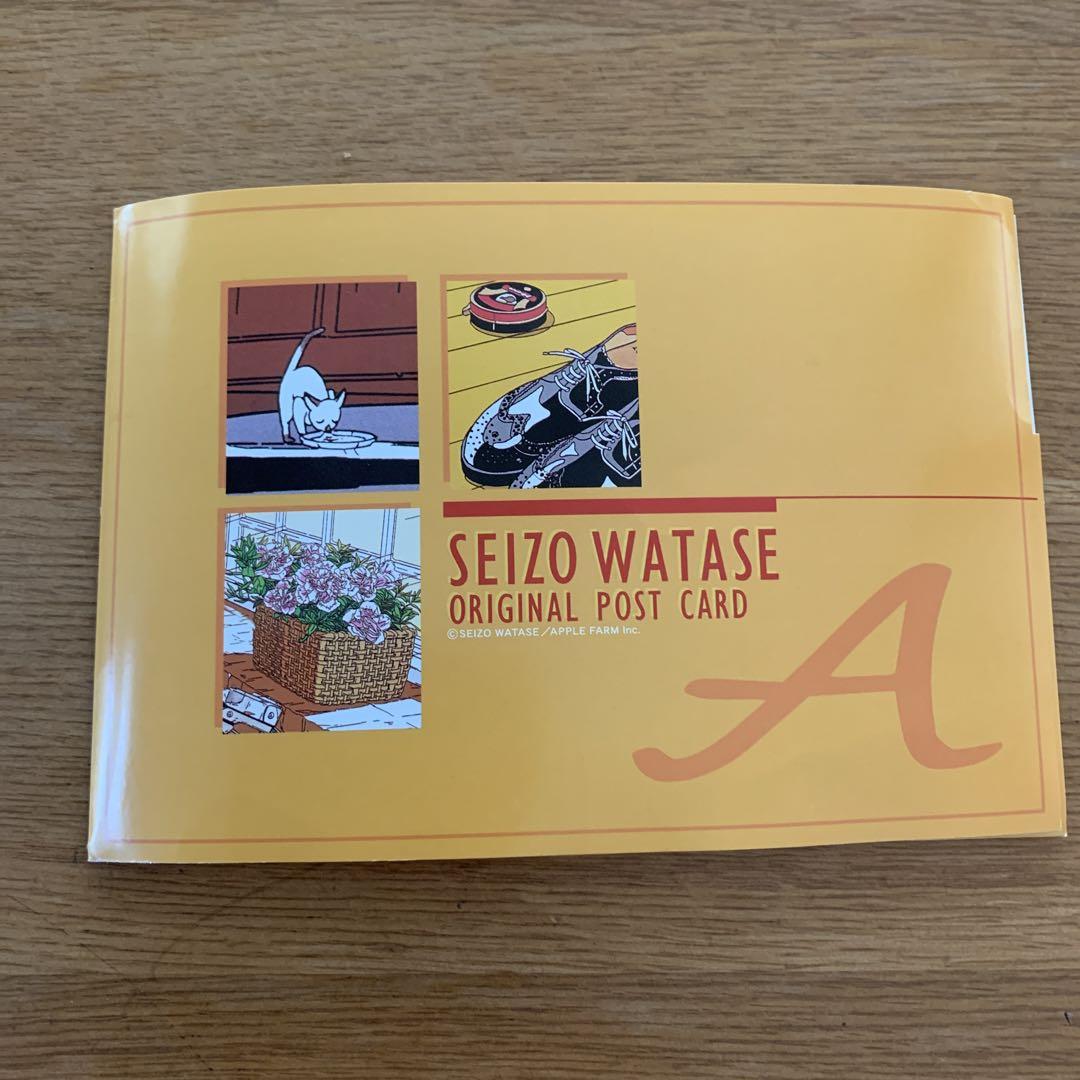 SEIZO WATASE
ORIGINAL POST CARD
©SEIZO WATASE／APPLE FARM Inc.
A